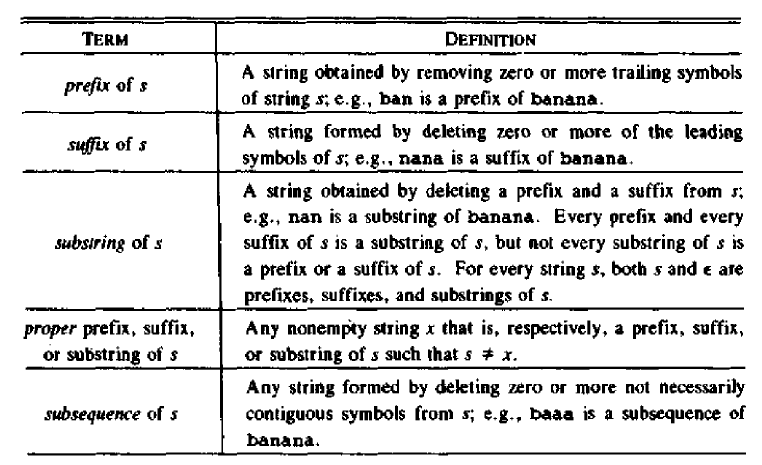 TERM DEFINITION
prefix of s
A string obtained by removing zero or more trailing symbols
of string s; e.g., ban is a prefix of banana.
suffix of s
A string formed by deleting zero or more of the leading
symbols of s; e.g., nana is a suffix of banana.
substring of s
A string obtained by deleting a prefix and a suffix from s;
e.g., nan is a substring of banana. Every prefix and every
suffix of s is a substring of s, but not every substring of s is
a prefix or a suffix of s. For every string s, both s and ϵ are
prefixes, suffixes, and substrings of s.
proper prefix, suffix,
or substring of s
Any nonempty string x that is, respectively, a prefix, suffix,
or substring of s such that s ≠ x.
subsequence of s
Any string formed by deleting zero or more not necessarily
contiguous symbols from s; e.g., baaa is a subsequence of
banana.